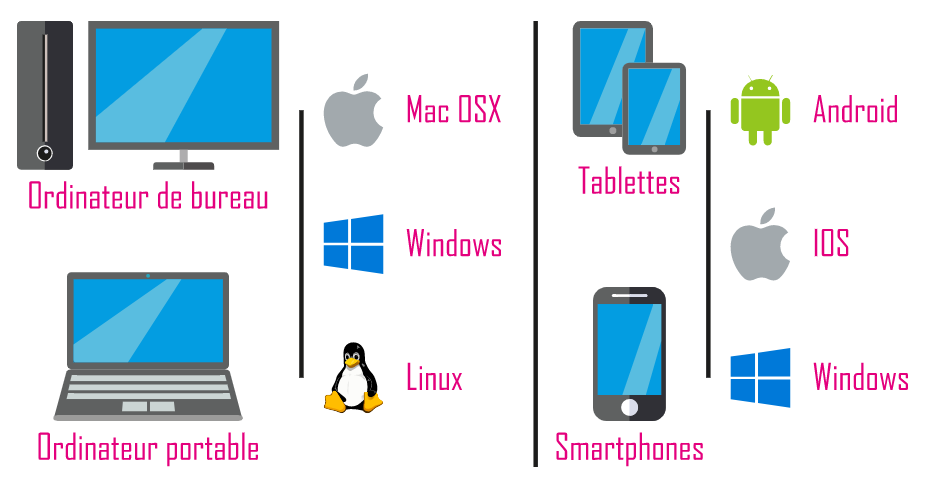 Ordinateur de bureau
Ordinateur portable
Mac OSX
Windows
Linux
Tablettes
Smartphones
Android
IOS
Windows